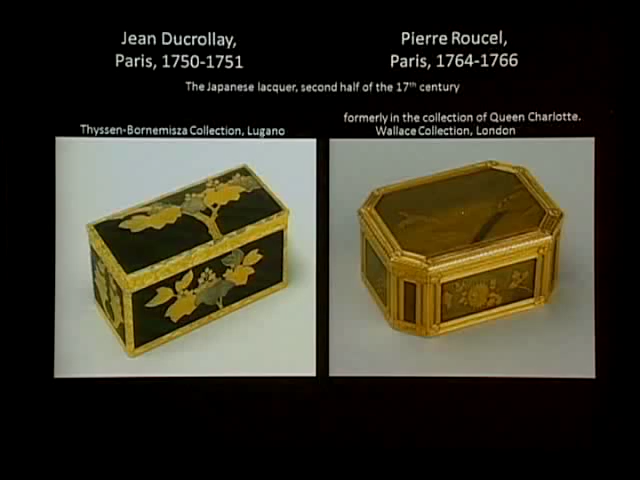 Jean Ducrollay,
Paris, 1750-1751
Pierre Roucel,
Paris, 1764-1766
The Japanese lacquer, second half of the 17th century
Thyssen-Bornemisza Collection, Lugano
formerly in the collection of Queen Charlotte.
Wallace Collection, London